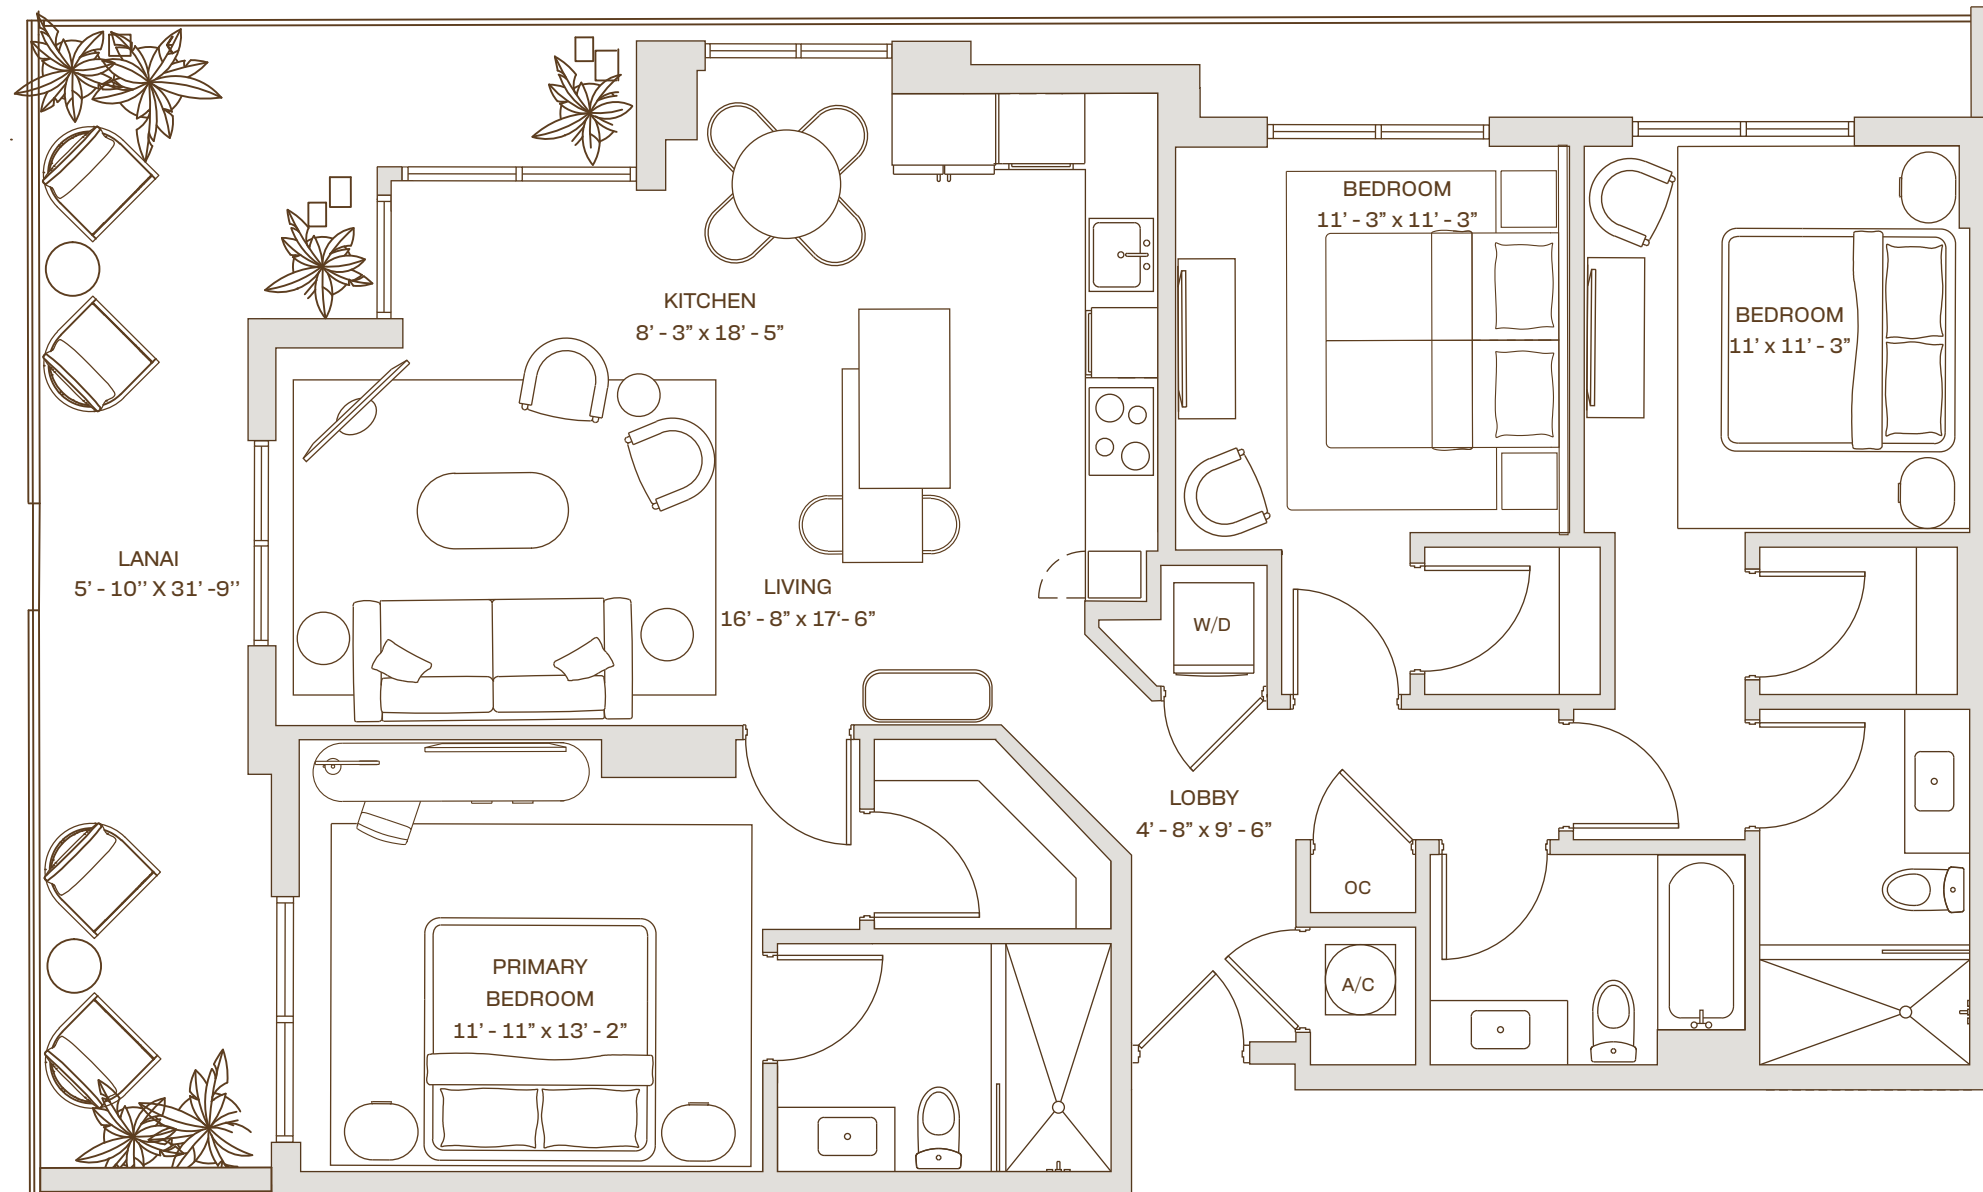 BEDROOM
11’ - 3” x 11’ - 3”
BEDROOM
11’ x 11’ - 3”
KITCHEN
8’ - 3” x 18’ - 5”
LANAI
5’ - 10’’ X 31’ -9’’
LIVING
16’ - 8” x 17‘- 6”
W/D
LOBBY
4’ - 8” x 9’ - 6”
OC
A/C
PRIMARY
BEDROOM
11’ - 11” x 13’ - 2”